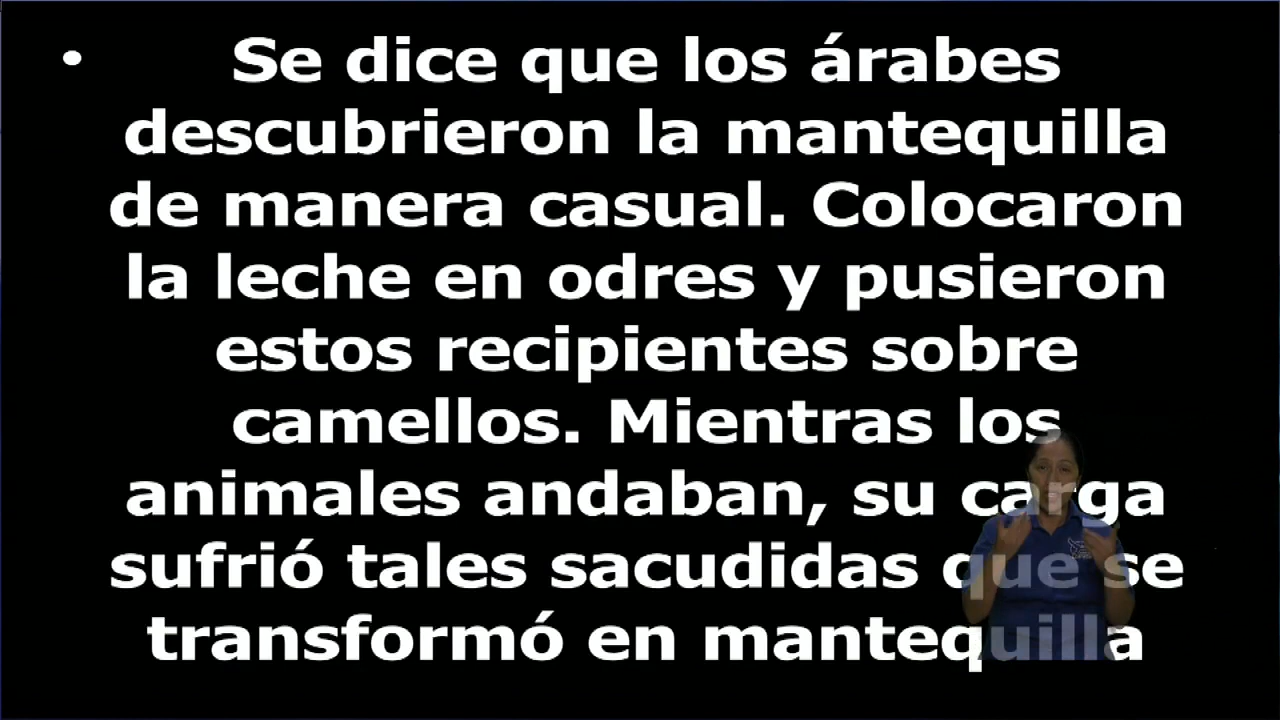 • Se dice que los árabes
descubrieron la mantequilla
de manera casual. Colocaron
la leche en odres y pusieron
estos recipientes sobre
camellos. Mientras los
animales andaban, su carga
sufrió tales sacudidas que se
transformó en mantequilla